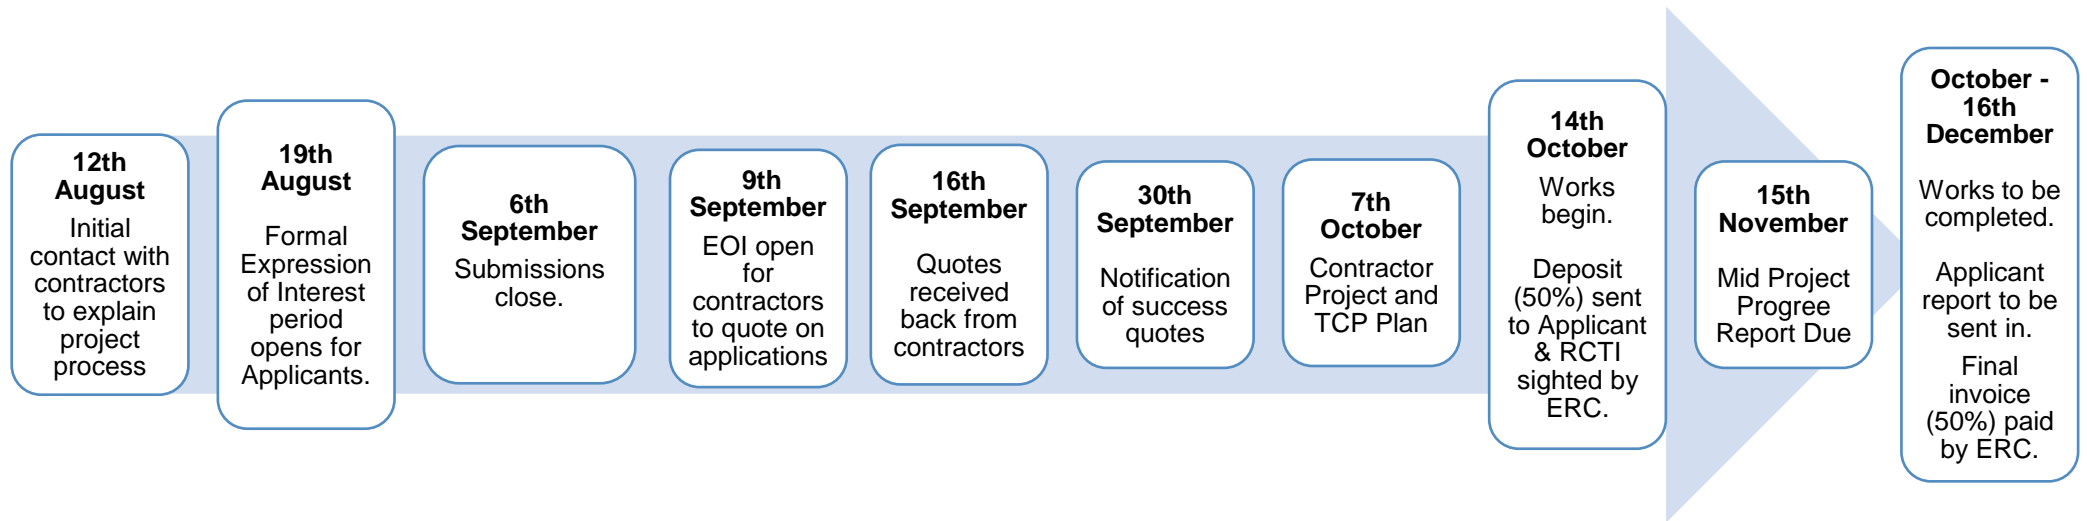 12th
August
Initial
contact with
contractors
to explain
project
process
19th
August
Formal
Expression
of Interest
period
opens for
Applicants.
6th
September
Submissions
close.
9th
September
EOI open
for
contractors
to quote on
applications
16th
September
Quotes
received
back from
contractors
30th
September
Notification
of success
quotes
7th
October
Contractor
Project and
TCP Plan
14th
October
Works
begin.
Deposit
(50%) sent
to Applicant
& RCTI
sighted by
ERC.
15th
November
Mid Project
Progree
Report Due
October -
16th
December
Works to be
completed.
Applicant
report to be
sent in.
Final
invoice
(50%) paid
by ERC.